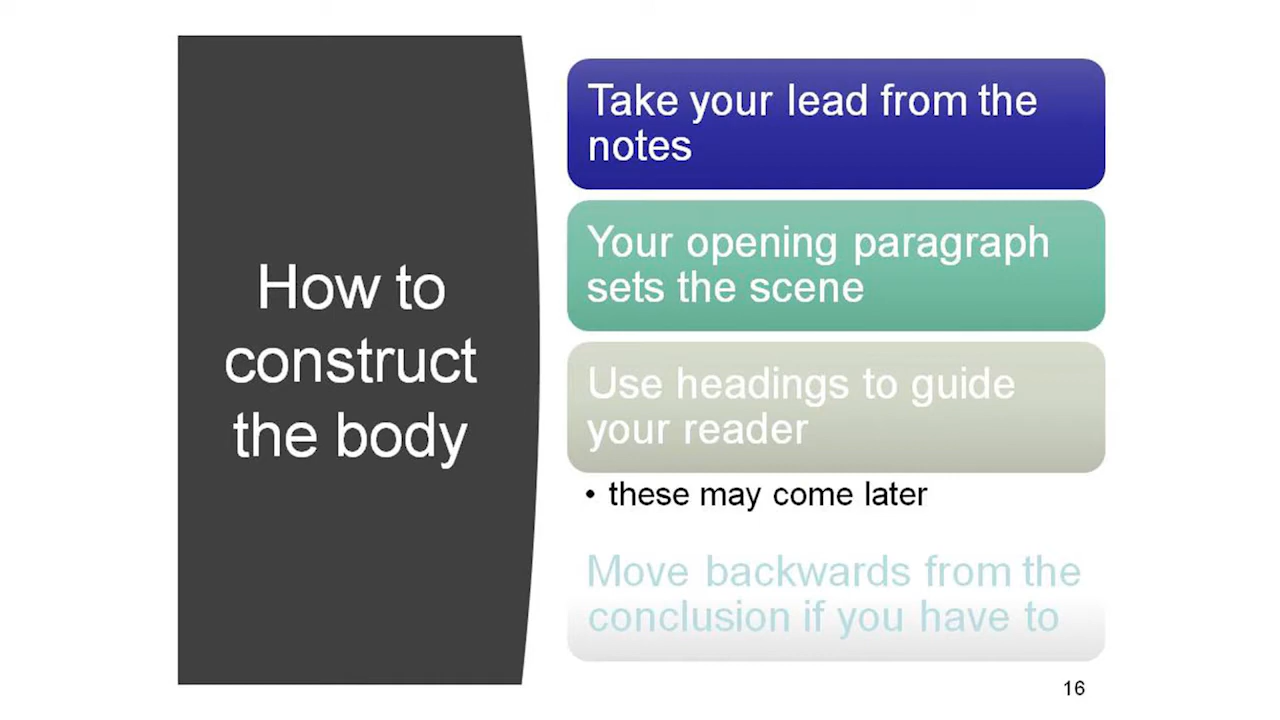 How to
construct
the body
Take your lead from the
notes
Your opening paragraph
sets the scene
Use headings to guide
your reader
• these may come later
Move backwards from the
conclusion if you have to
16